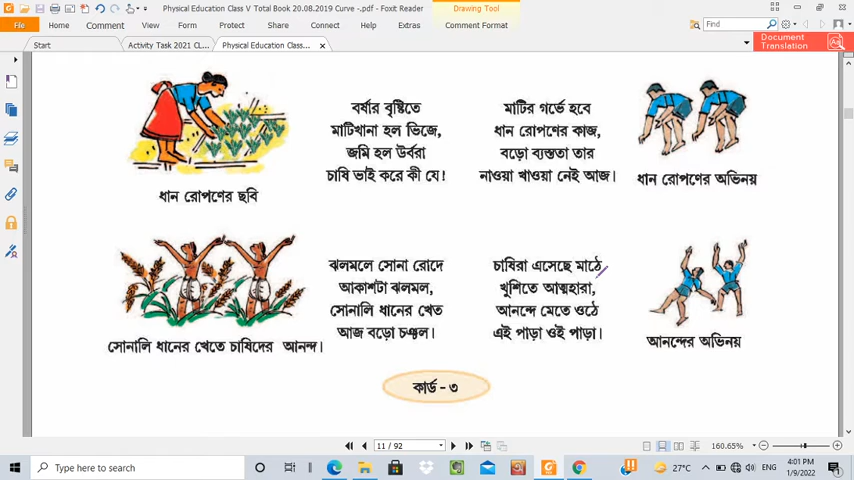 Physical Education Class V Total Book 20.08.2019 Curve -.pdf - Foxit Reader
Drawing Tool
File Home Comment View Form Protect Share Connect Help Extras Comment Format
Find
Start Activity Task 2021 CL... Physical Education Class...
Document Translation
বর্ষার বৃষ্টিতে
মাটিখানা হল ভিজে,
জমি হল উর্বরা
চাষি ভাই করে কী যে!
মাটির গর্ভে হবে
ধান রোপণের কাজ,
বড়ো ব্যস্ততা তার
নাওয়া খাওয়া নেই আজ।
ধান রোপণের ছবি
ধান রোপণের অভিনয়
ঝলমলে সোনা রোদে
আকাশটা ঝলমল,
সোনালি ধানের খেত
আজ বড়ো চঞ্চল।
চাষিরা এসেছে মাঠে
খুশিতে আত্মহারা,
আনন্দে মেতে ওঠে
এই পাড়া ওই পাড়া।
সোনালি ধানের খেতে চাষিদের আনন্দ।
আনন্দের অভিনয়
কার্ড - ৩
11 / 92
160.65%
Type here to search
27°C
ENG
4:01 PM
1/9/2022